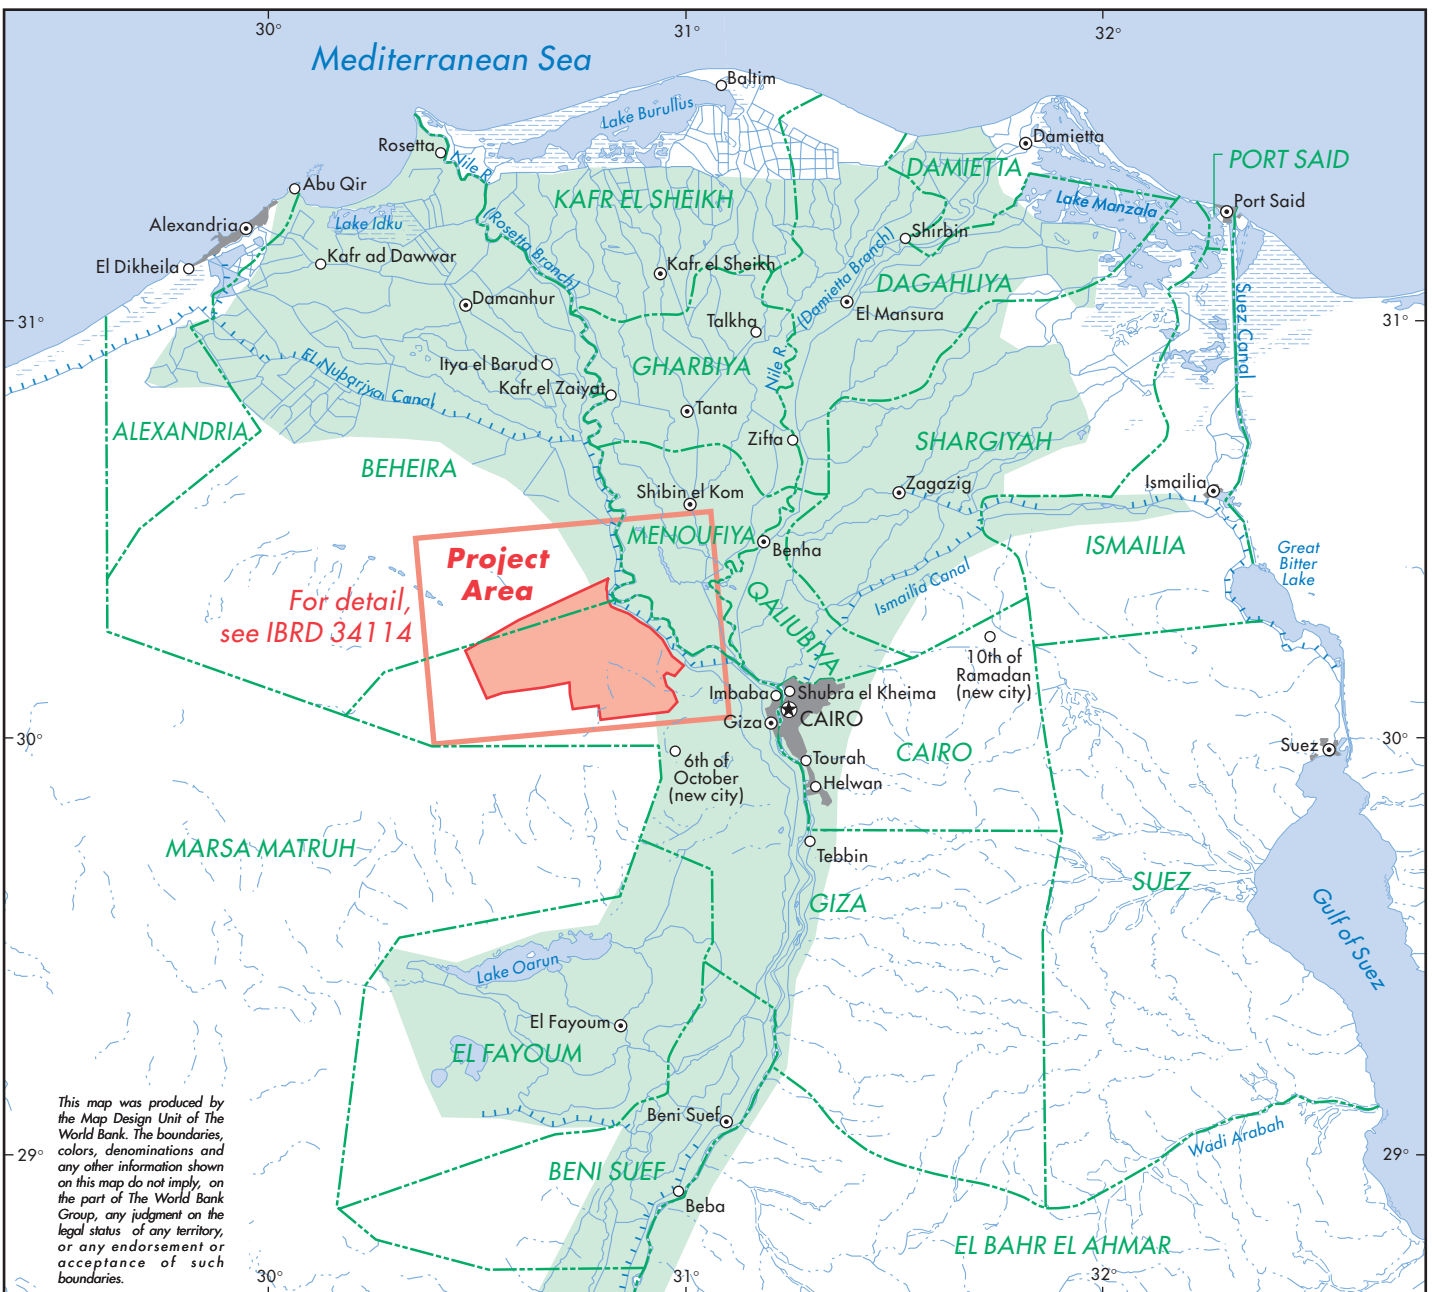 30°
31°
32°
Mediterranean Sea
Baltim
Lake Burullus
Rosetta
Nile R.
Damietta
DAMIETTA
PORT SAID
Abu Qir
KAFR EL SHEIKH
Lake Manzala
Port Said
Alexandria
Lake Idku
(Rosetta Branch)
Shirbin
El Dikheila
Kafr ad Dawwar
Kafr el Sheikh
(Damietta Branch)
DAGAHLIYA
Damanhur
El Mansura
Suez Canal
31°
Talkha
31°
Itya el Barud
GHARBIYA
Nile R.
EL Nubariya Canal
Kafr el Zaiyat
Tanta
ALEXANDRIA
Zifta
SHARGIYAH
BEHEIRA
Shibin el Kom
Zagazig
Ismailia
MENOUFIYA
Benha
ISMAILIA
Great
Bitter
Lake
Project
Area
Ismailia Canal
For detail,
see IBRD 34114
QALIUBIYA
10th of
Ramadan
(new city)
Imbaba
Shubra el Kheima
Giza
CAIRO
30°
CAIRO
Suez
30°
6th of
October
(new city)
Tourah
Helwan
MARSA MATRUH
Tebbin
SUEZ
GIZA
Gulf of Suez
Lake Oarun
El Fayoum
EL FAYOUM
Beni Suef
Wadi Arabah
29°
29°
BENI SUEF
Beba
EL BAHR EL AHMAR
This map was produced by
the Map Design Unit of The
World Bank. The boundaries,
colors, denominations and
any other information shown
on this map do not imply, on
the part of The World Bank
Group, any judgment on the
legal status of any territory,
or any endorsement or
acceptance of such
boundaries.
30°
31°
32°